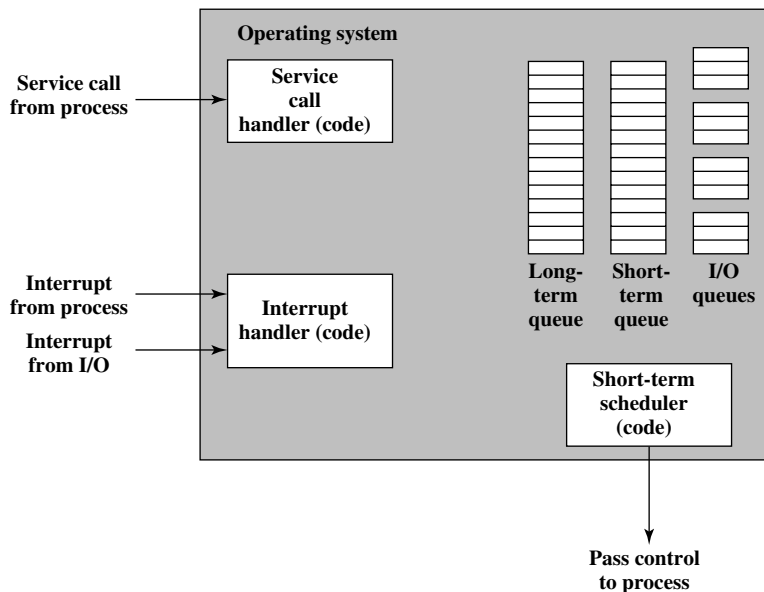 Operating system
Service call
from process
Service
call
handler (code)
Interrupt
from process
Interrupt
from I/O
Interrupt
handler (code)
Long-
term
queue
Short-
term
queue
I/O
queues
Short-term
scheduler
(code)
Pass control
to process